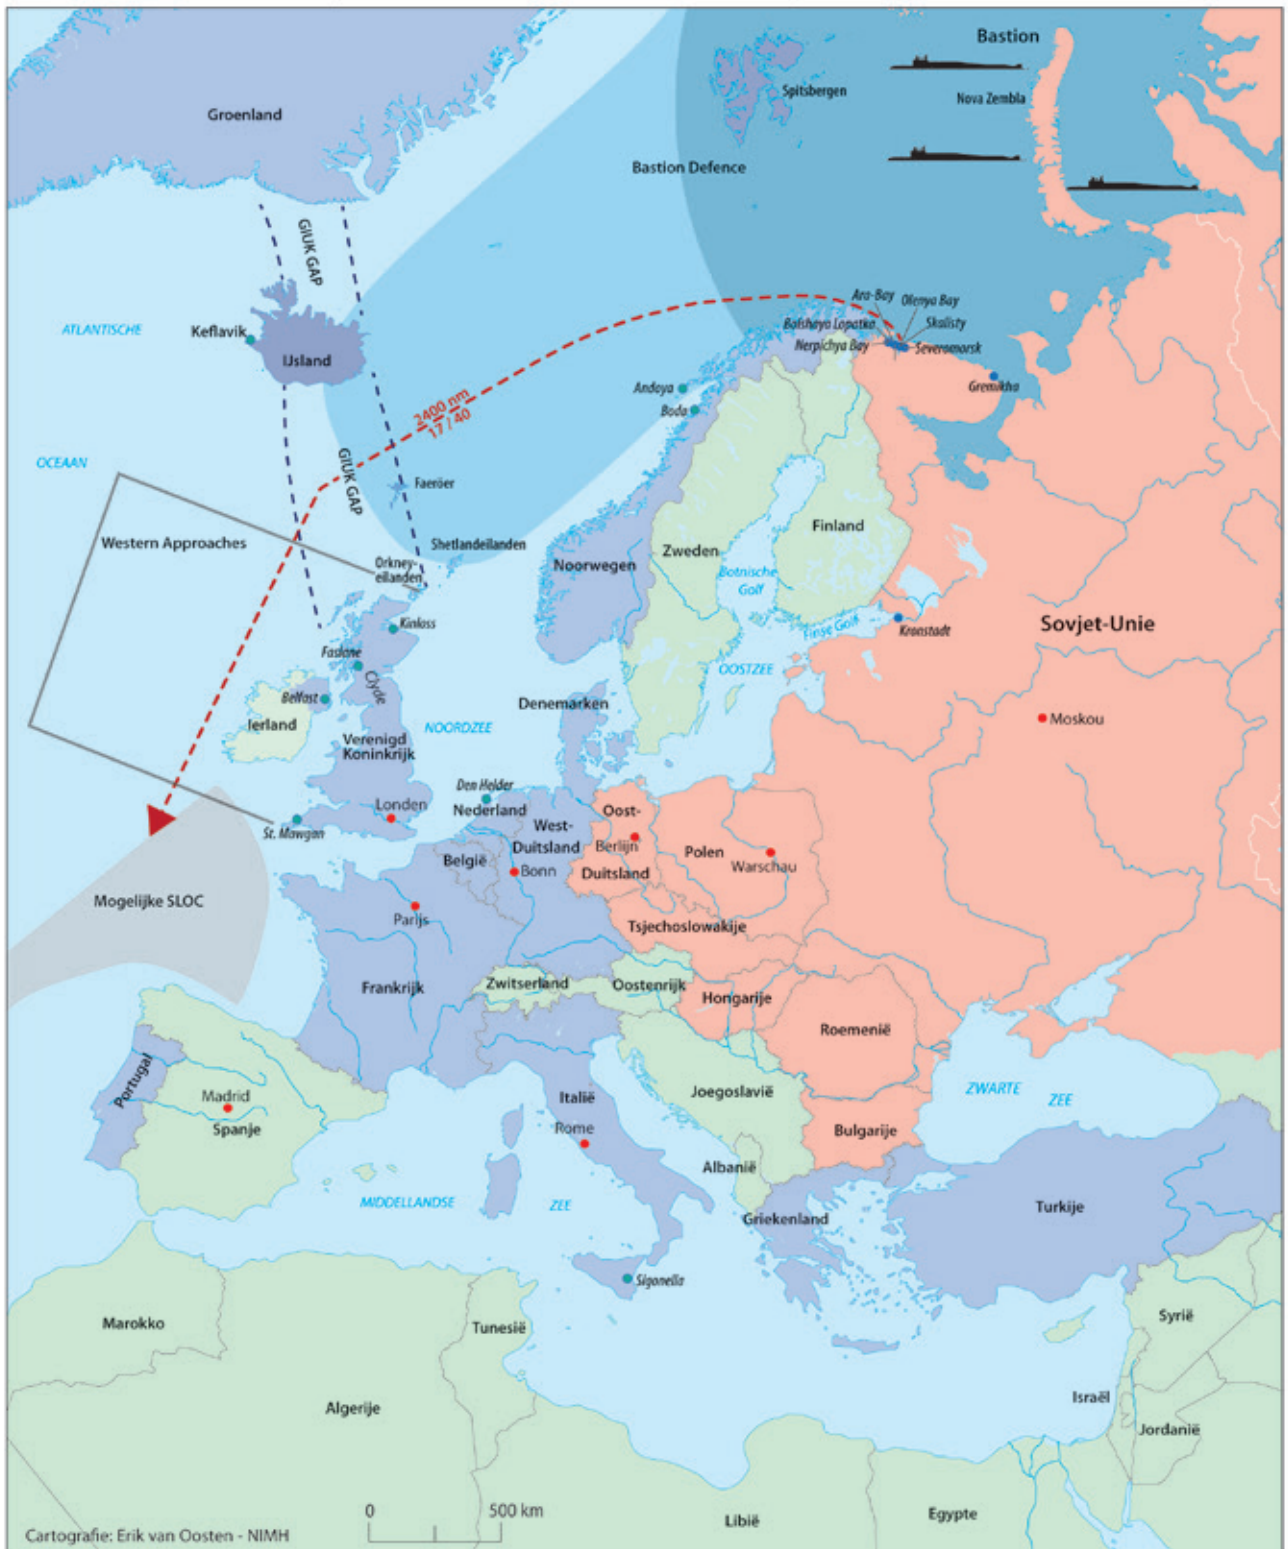 Bastion
Spitsbergen
Nova Zembla
Groenland
Bastion Defence
GIUK GAP
Ara-Bay
Olenya Bay
ATLANTISCHE
Keflavik
Bolshaya Lopatka
Skalisty
Nerpichya Bay
Severomorsk
IJsland
Andoya
Gremikha
Boda
2400 nm
17 / 40
OCEAAN
GIUK GAP
Faeröer
Finland
Western Approaches
Shetlandeilanden
Zweden
Orkney-
eilanden
Noorwegen
Botnische
Golf
Kinloss
Finse Golf
Kronstadt
Sovjet-Unie
Faslane
Clyde
OOSTZEE
Belfast
Denemarken
Ierland
NOORDZEE
Moskou
Verenigd
Koninkrijk
Den Helder
Londen
Nederland
Oost-
St. Mawgan
West-
Duitsland
Berlijn
Polen
België
Bonn
Duitsland
Warschau
Mogelijke SLOC
Parijs
Tsjechoslowakije
Frankrijk
Zwitserland
Oostenrijk
Hongarije
Roemenië
Portugal
Madrid
Italië
Joegoslavië
ZWARTE
ZEE
Spanje
Rome
Bulgarije
Albanië
MIDDELLANDSE
ZEE
Griekenland
Turkije
Sigonella
Marokko
Tunesië
Syrië
Israël
Algerije
Jordanië
0
500 km
Libië
Egypte
Cartografie: Erik van Oosten - NIMH